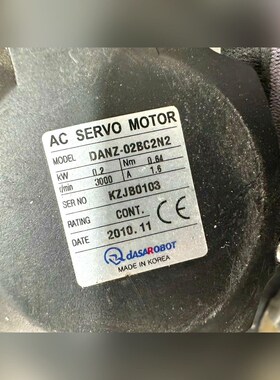 AC SERVO MOTOR
MODEL DANZ-02BC2N2
kW 0.2 Nm 0.64
r/min 3000 A 1.6
SER NO KZJB0103
RATING CONT.
DATE 2010.11
dASAROBOT
MADE IN KOREA